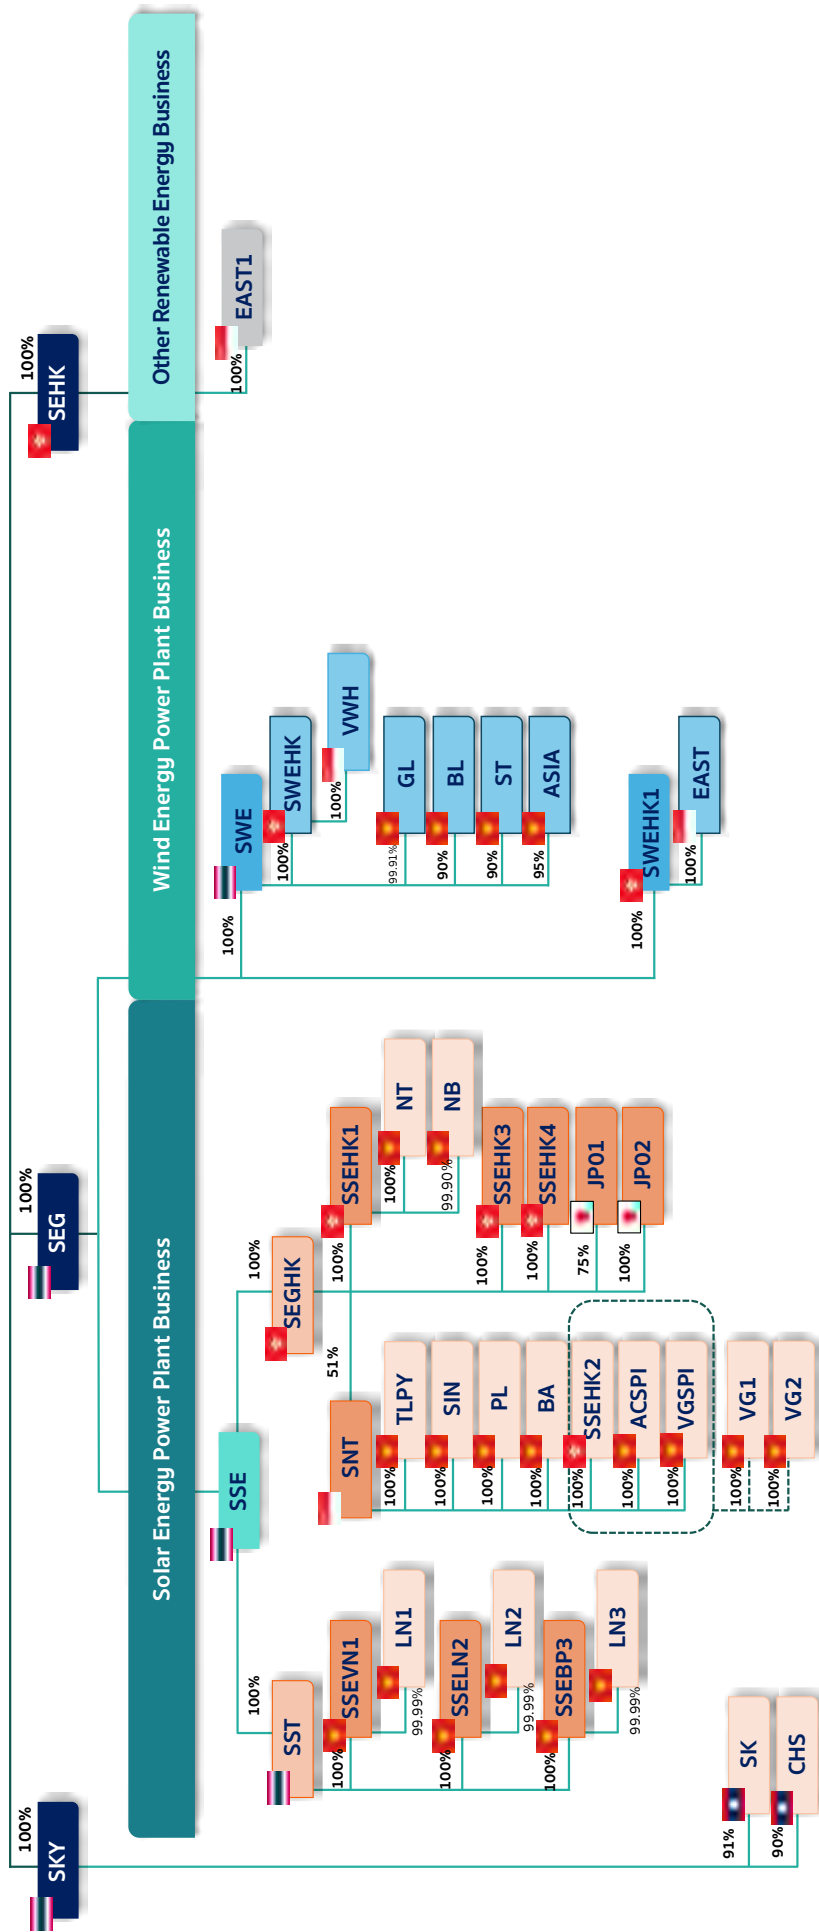 100%
SKY
100%
SEG
100%
SEHK
Solar Energy Power Plant Business
Wind Energy Power Plant Business
Other Renewable Energy Business
SSE
100%
SST
100%
SSEVN1
99.99%
LN1
100%
SSELN2
99.99%
LN2
100%
SSEBP3
99.99%
LN3
100%
SEGHK
51%
SNT
100%
TLPY
100%
SIN
100%
PL
100%
BA
100%
SSEHK2
100%
ACSPI
100%
VGSPI
100%
VG1
100%
VG2
100%
SSEHK1
100%
NT
99.90%
NB
100%
SSEHK3
100%
SSEHK4
75%
JP01
100%
JP02
91%
SK
90%
CHS
100%
SWE
100%
SWEHK
100%
VWH
99.91%
GL
90%
BL
90%
ST
95%
ASIA
100%
SWEHK1
100%
EAST
100%
EAST1